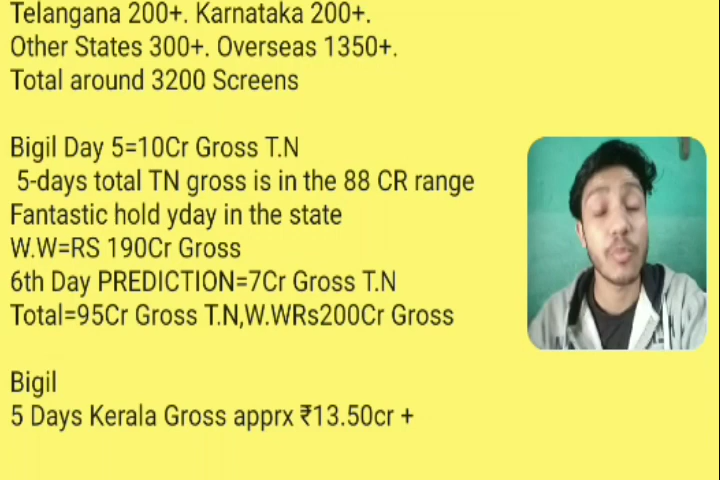 Telangana 200+. Karnataka 200+.
Other States 300+. Overseas 1350+.
Total around 3200 Screens
Bigil Day 5=10Cr Gross T.N
5-days total TN gross is in the 88 CR range
Fantastic hold yday in the state
W.W=RS 190Cr Gross
6th Day PREDICTION=7Cr Gross T.N
Total=95Cr Gross T.N,W.WRs200Cr Gross
Bigil
5 Days Kerala Gross apprx ₹13.50cr +